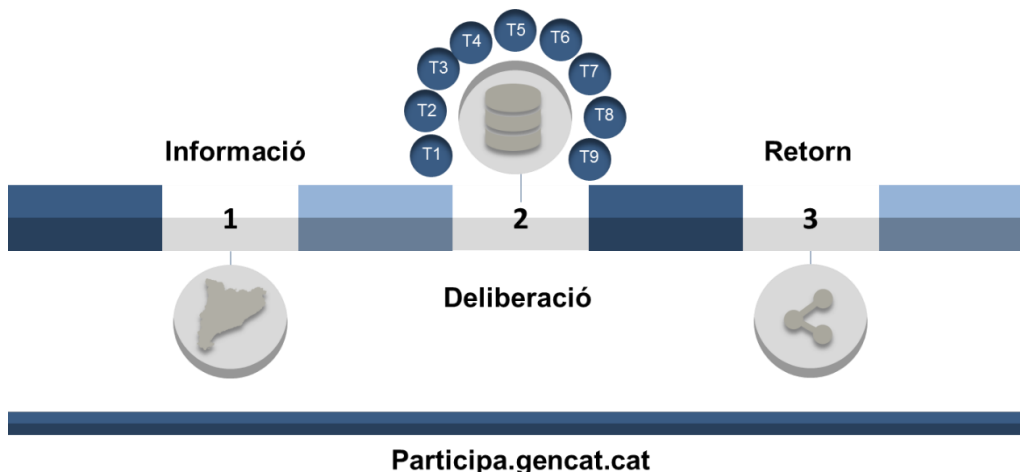 T1
T2
T3
T4
T5
T6
T7
T8
T9
Informació
Retorn
1
2
3
Deliberació
Participa.gencat.cat